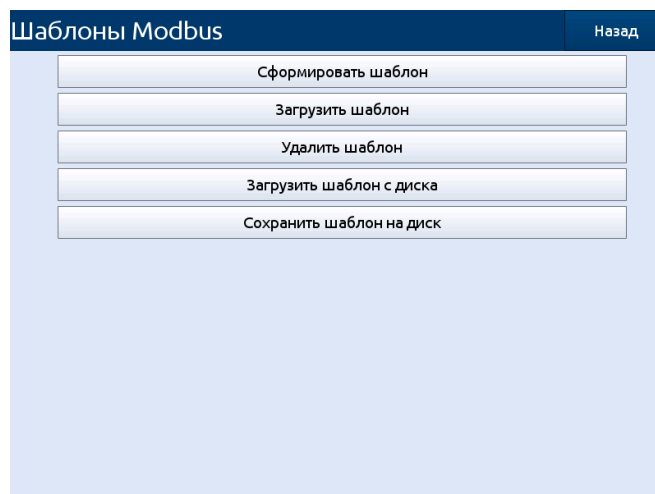 Шаблоны Modbus
Назад
Сформировать шаблон
Загрузить шаблон
Удалить шаблон
Загрузить шаблон с диска
Сохранить шаблон на диск